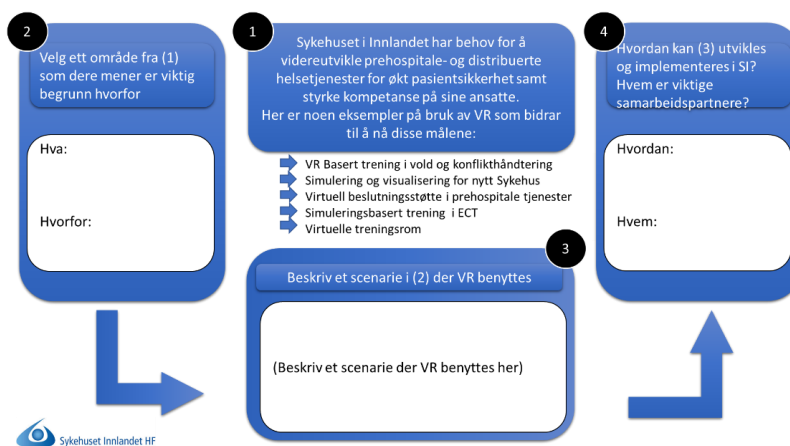 1
Sykehuset i Innlandet har behov for å
videreutvikle prehospitale- og distribuerte
helsetjenester for økt pasientsikkerhet samt
styrke kompetanse på sine ansatte.
Her er noen eksempler på bruk av VR som bidrar
til å nå disse målene:
VR Basert trening i vold og konflikthåndtering
Simulering og visualisering for nytt Sykehus
Virtuell beslutningsstøtte i prehospitale tjenester
Simuleringsbasert trening i ECT
Virtuelle treningsrom
2
Velg ett område fra (1)
som dere mener er viktig
begrunn hvorfor
Hva:
Hvorfor:
3
Beskriv et scenarie i (2) der VR benyttes
(Beskriv et scenarie der VR benyttes her)
4
Hvordan kan (3) utvikles
og implementeres i SI?
Hvem er viktige
samarbeidspartnere?
Hvordan:
Hvem:
Sykehuset Innlandet HF